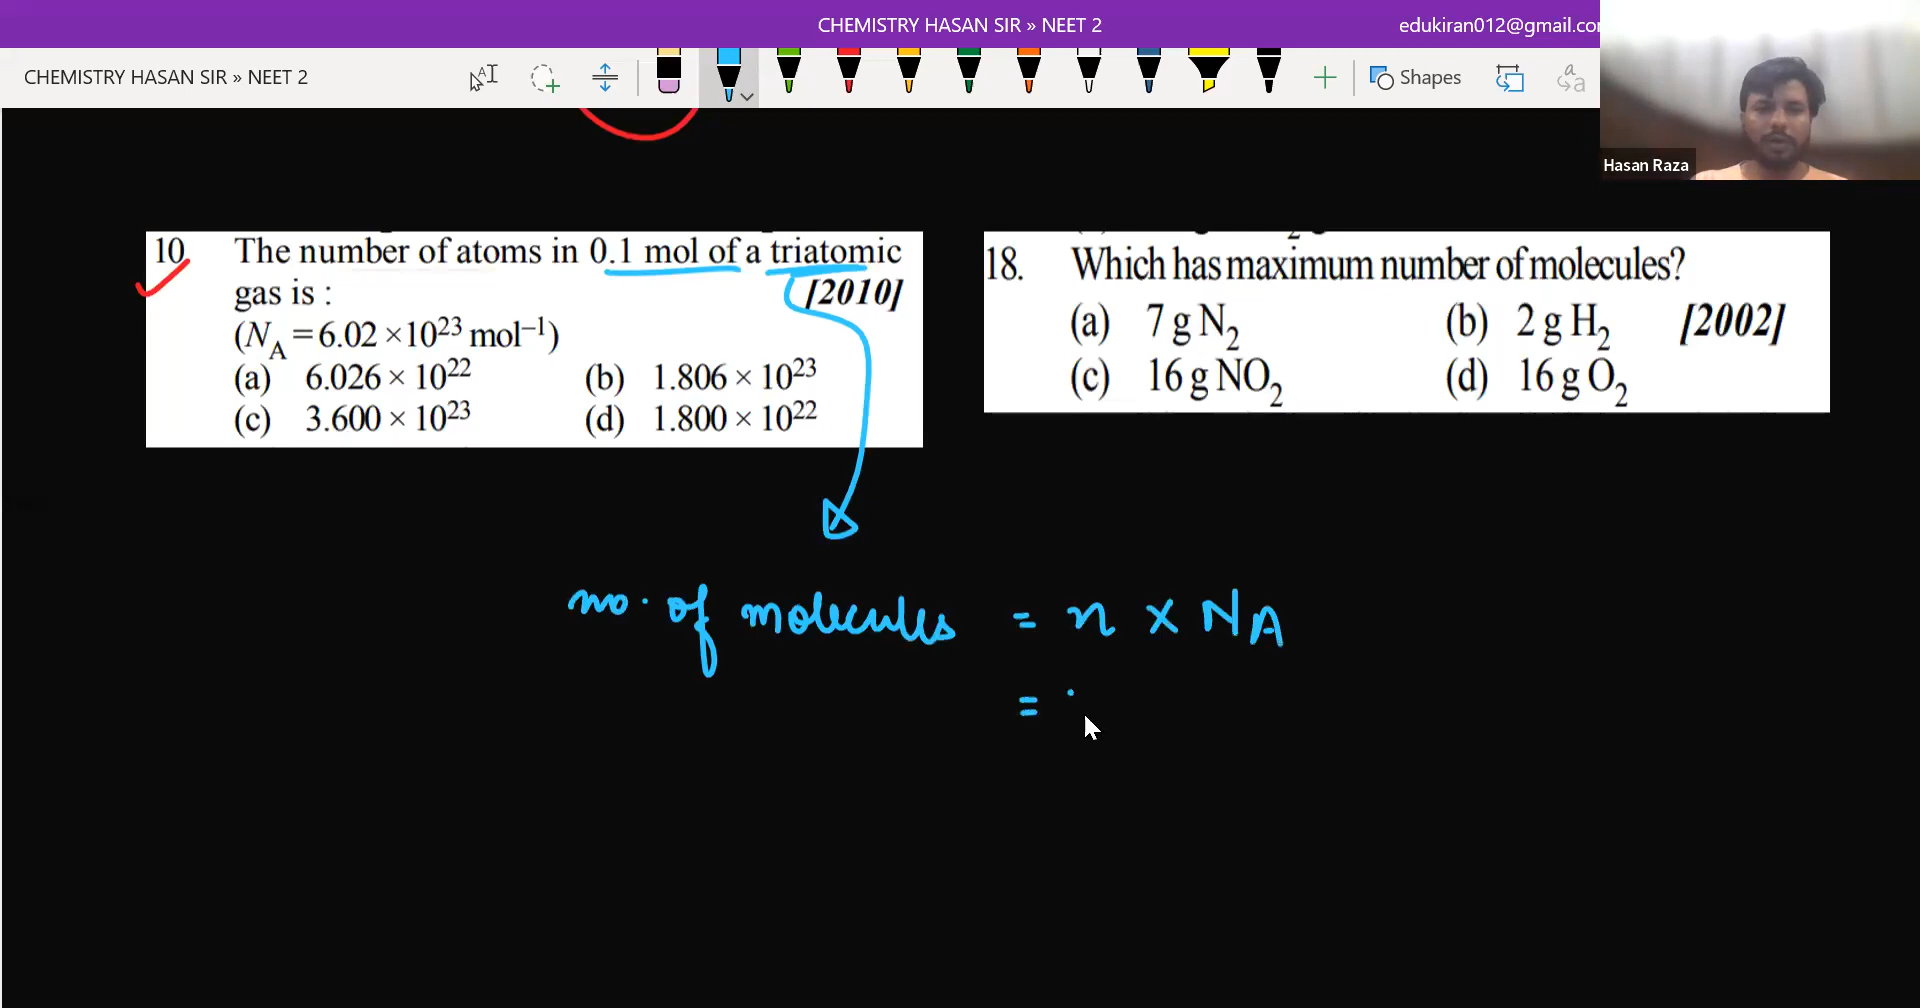 CHEMISTRY HASAN SIR » NEET 2
edukiran012@gmail.co
CHEMISTRY HASAN SIR » NEET 2
Shapes
Hasan Raza
10 The number of atoms in 0.1 mol of a triatomic
gas is : [2010]
(N_A = 6.02 × 10²³ mol⁻¹)
(a) 6.026 × 10²² (b) 1.806 × 10²³
(c) 3.600 × 10²³ (d) 1.800 × 10²²
18. Which has maximum number of molecules?
(a) 7 g N₂ (b) 2 g H₂ [2002]
(c) 16 g NO₂ (d) 16 g O₂
no. of molecules = n × N_A
= ·